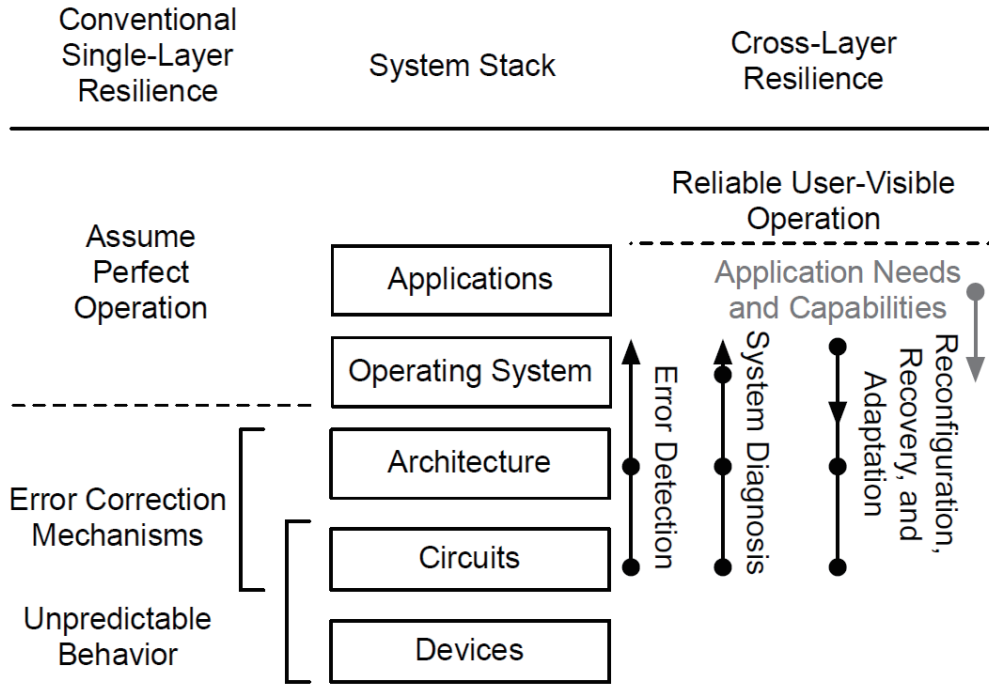 Conventional
Single-Layer
Resilience
System Stack
Cross-Layer
Resilience
Reliable User-Visible
Operation
Assume
Perfect
Operation
Applications
Application Needs
and Capabilities
Operating System
Error Detection
System Diagnosis
Reconfiguration,
Recovery, and
Adaptation
Architecture
Error Correction
Mechanisms
Circuits
Unpredictable
Behavior
Devices